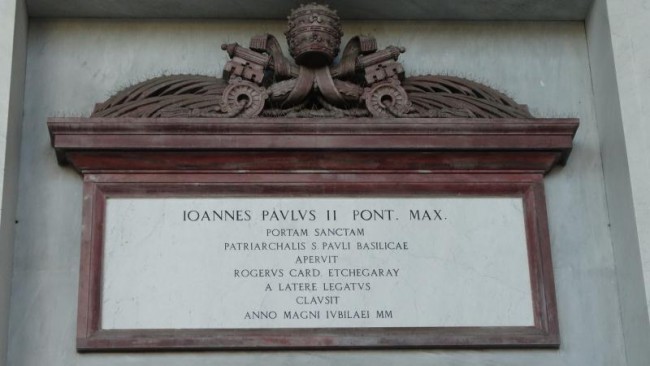 IOANNES PAVLVS II PONT. MAX.
PORTAM SANCTAM
PATRIARCHALIS S. PAVLI BASILICAE
APERVIT
ROGERVS CARD. ETCHEGARAY
A LATERE LEGATVS
CLAVSIT
ANNO MAGNI IVBILAEI MM